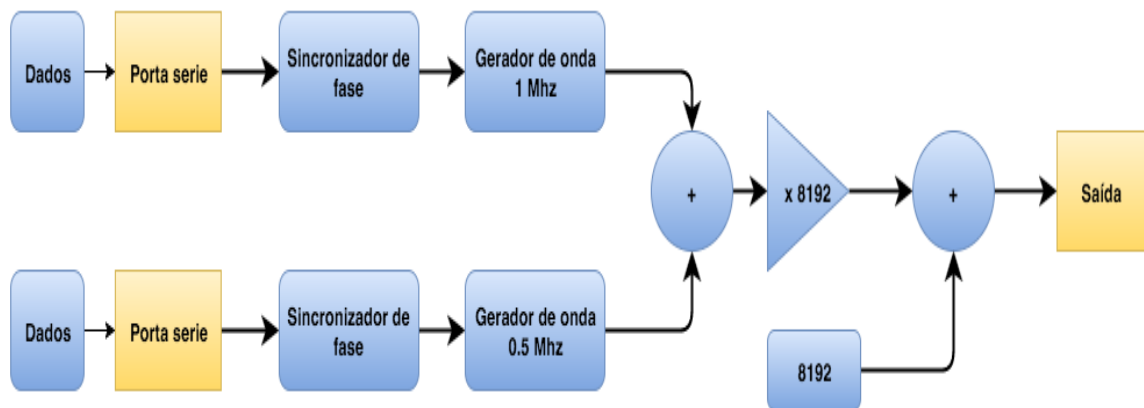 Dados
Porta serie
Sincronizador de
fase
Gerador de onda
1 Mhz
+
x 8192
+
Saída
Dados
Porta serie
Sincronizador de
fase
Gerador de onda
0.5 Mhz
8192